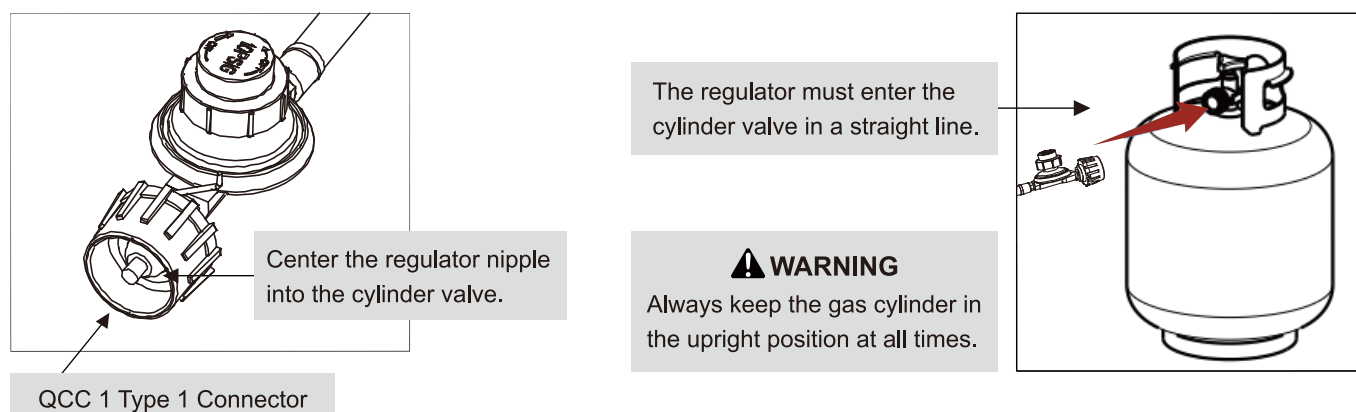 Center the regulator nipple
into the cylinder valve.
QCC 1 Type 1 Connector
The regulator must enter the
cylinder valve in a straight line.
WARNING
Always keep the gas cylinder in
the upright position at all times.